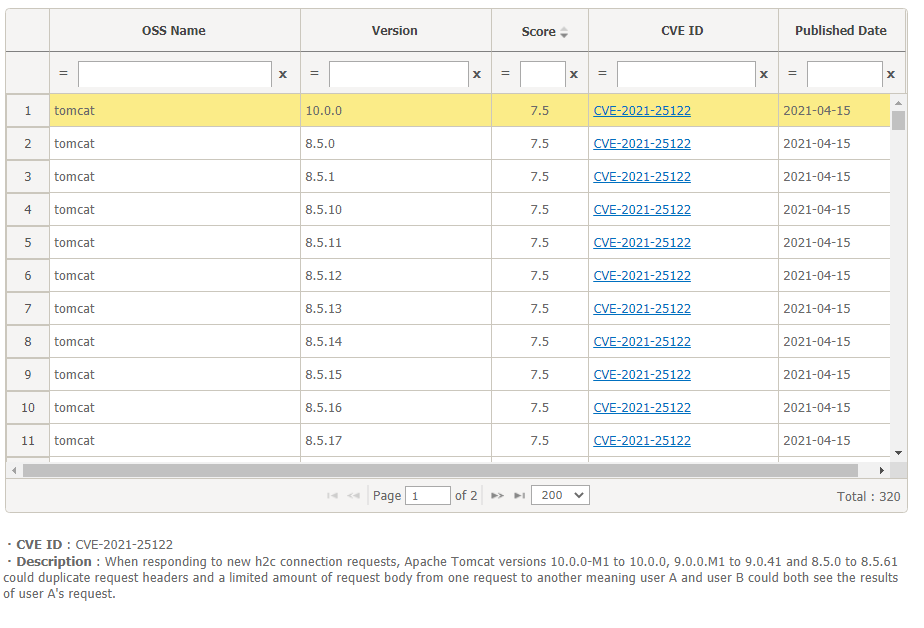 OSS Name Version Score CVE ID Published Date
= x = x = x = x = x
1 tomcat 10.0.0 7.5 CVE-2021-25122 2021-04-15
2 tomcat 8.5.0 7.5 CVE-2021-25122 2021-04-15
3 tomcat 8.5.1 7.5 CVE-2021-25122 2021-04-15
4 tomcat 8.5.10 7.5 CVE-2021-25122 2021-04-15
5 tomcat 8.5.11 7.5 CVE-2021-25122 2021-04-15
6 tomcat 8.5.12 7.5 CVE-2021-25122 2021-04-15
7 tomcat 8.5.13 7.5 CVE-2021-25122 2021-04-15
8 tomcat 8.5.14 7.5 CVE-2021-25122 2021-04-15
9 tomcat 8.5.15 7.5 CVE-2021-25122 2021-04-15
10 tomcat 8.5.16 7.5 CVE-2021-25122 2021-04-15
11 tomcat 8.5.17 7.5 CVE-2021-25122 2021-04-15
Page 1 of 2 200 Total : 320
· CVE ID : CVE-2021-25122
· Description : When responding to new h2c connection requests, Apache Tomcat versions 10.0.0-M1 to 10.0.0, 9.0.0.M1 to 9.0.41 and 8.5.0 to 8.5.61
could duplicate request headers and a limited amount of request body from one request to another meaning user A and user B could both see the results
of user A's request.